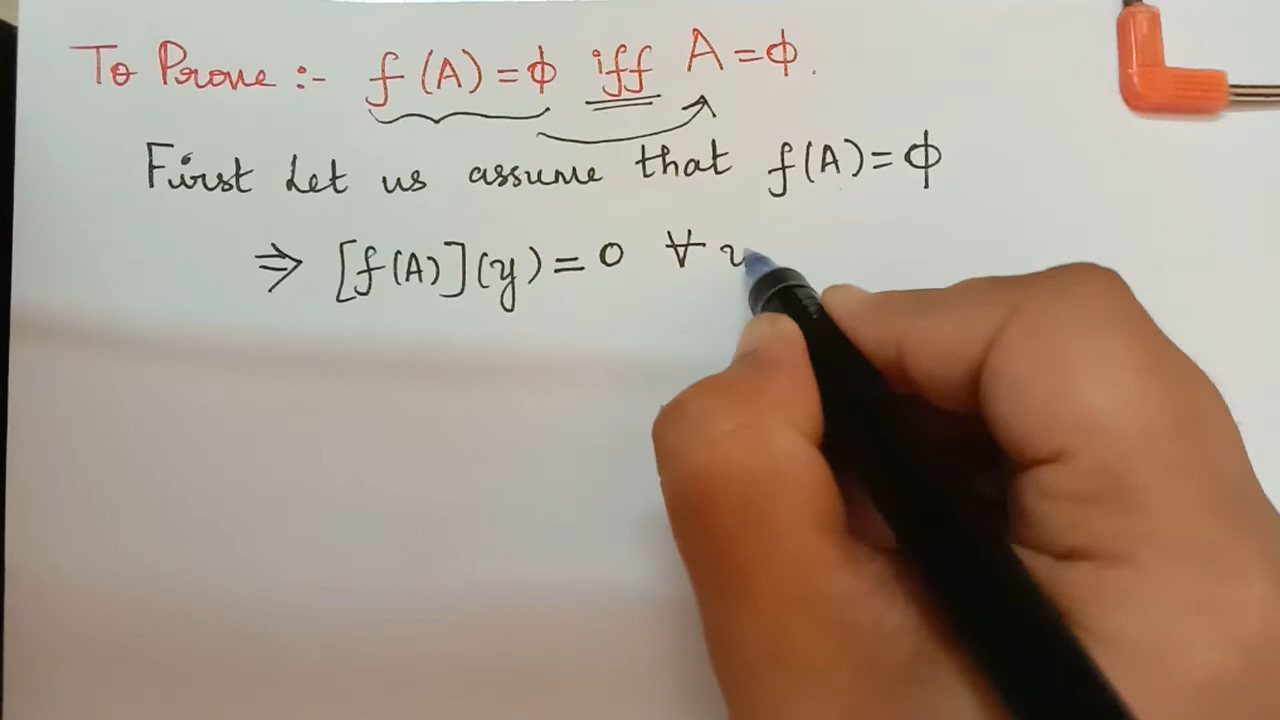 To Prove :- f(A) = ϕ iff A = ϕ.
First Let us assume that f(A) = ϕ
⇒ [f(A)](y) = 0 ∀